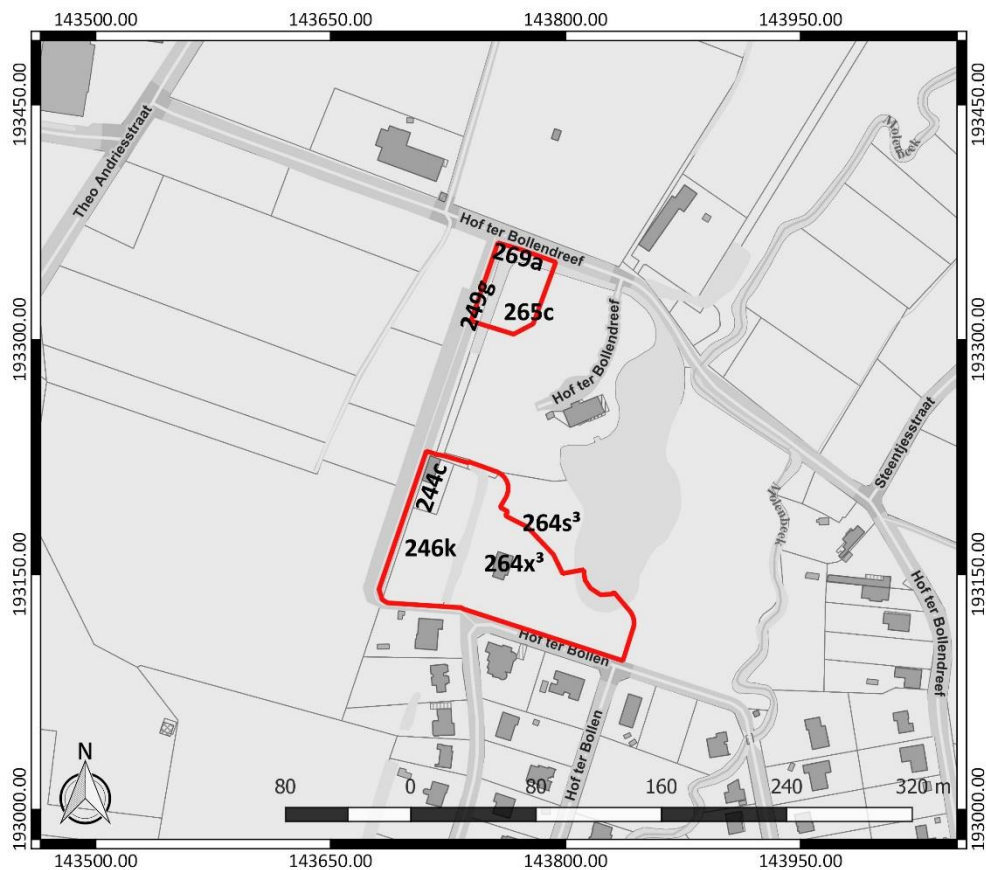 143500.00 143650.00 143800.00 143950.00
193450.00
193450.00
Theo Andriesstraat
Molenbeek
Hof ter Bollendreef
269a
249g
265c
193300.00
193300.00
Hof ter Bollendreef
Steentjesstraat
244c
264s³
Molenbeek
246k
264x³
193150.00
193150.00
Hof ter Bollendreef
Hof ter Bollen
Hof ter Bollen
N
80 0 80 160 240 320 m
193000.00
193000.00
143500.00 143650.00 143800.00 143950.00